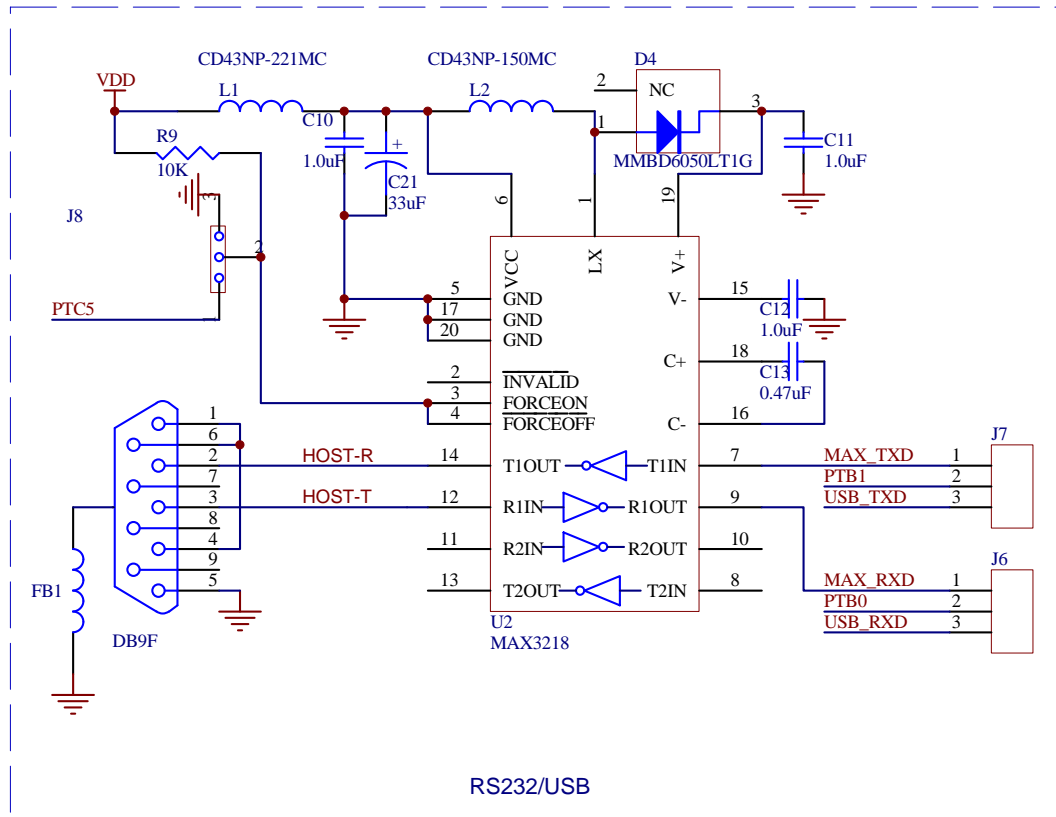 CD43NP-221MC
CD43NP-150MC
D4
VDD
L1
L2
2
NC
3
1
MMBD6050LT1G
C10
1.0uF
C21
33uF
C11
1.0uF
R9
10K
J8
3
2
1
PTC5
6
1
19
VCC
LX
V+
5
GND
17
GND
20
GND
2
INVALID
3
FORCEON
4
FORCEOFF
V-
15
C12
1.0uF
C+
18
C13
0.47uF
C-
16
1
6
2
7
3
8
4
9
5
HOST-R
14
T1OUT
T1IN
7
MAX_TXD
1
J7
PTB1
2
USB_TXD
3
HOST-T
12
R1IN
R1OUT
9
11
R2IN
R2OUT
10
13
T2OUT
T2IN
8
J6
MAX_RXD
1
PTB0
2
USB_RXD
3
FB1
DB9F
U2
MAX3218
RS232/USB